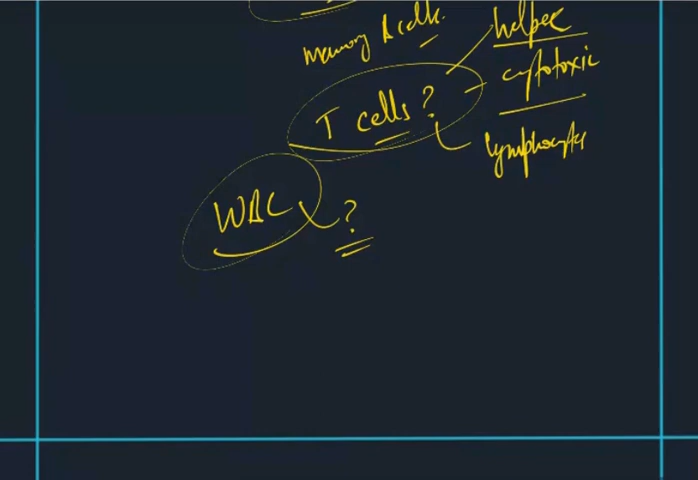 helper
memory B cells.
cytotoxic
T cells?
lymphocytes
WBC
?